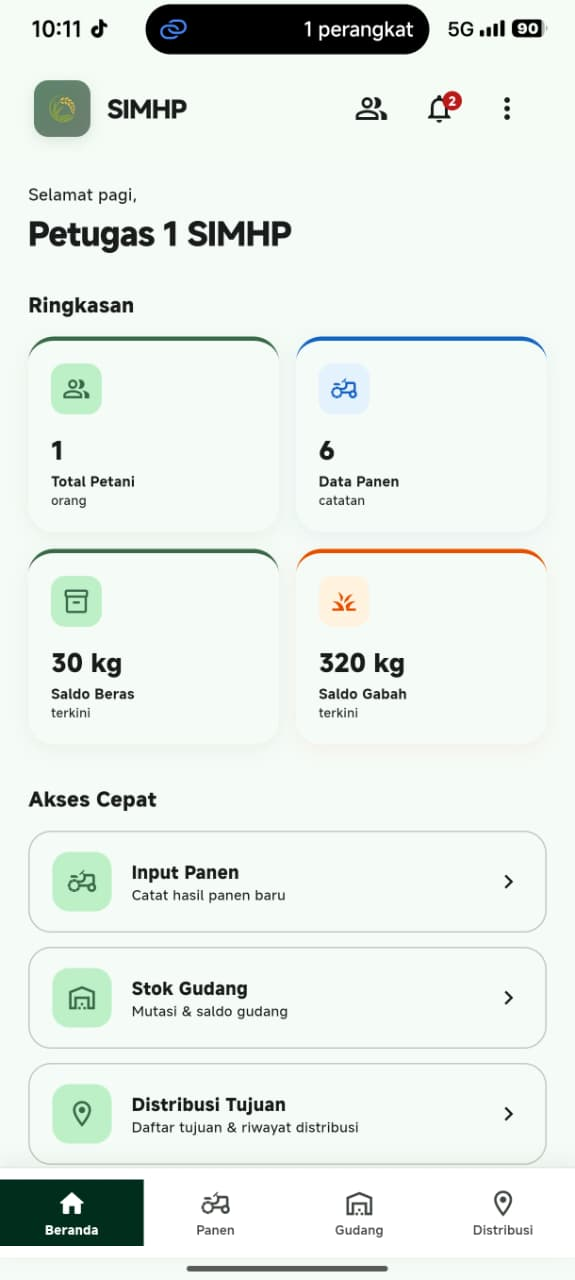 10:11
1 perangkat
5G
90
SIMHP
2
Selamat pagi,
Petugas 1 SIMHP
Ringkasan
1
Total Petani
orang
6
Data Panen
catatan
30 kg
Saldo Beras
terkini
320 kg
Saldo Gabah
terkini
Akses Cepat
Input Panen
Catat hasil panen baru
Stok Gudang
Mutasi & saldo gudang
Distribusi Tujuan
Daftar tujuan & riwayat distribusi
Beranda
Panen
Gudang
Distribusi